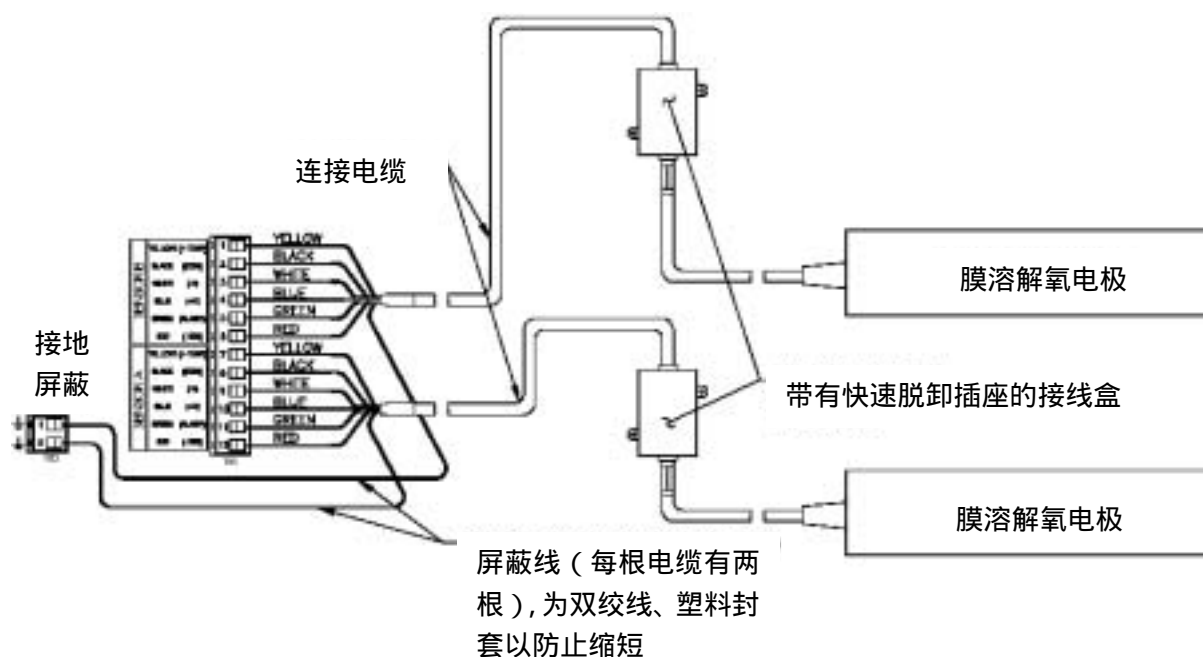 连接电缆
YELLOW
BLACK
WHITE
BLUE
GREEN
RED
YELLOW
BLACK
WHITE
BLUE
GREEN
RED
接地
屏蔽
膜溶解氧电极
带有快速脱卸插座的接线盒
膜溶解氧电极
屏蔽线（每根电缆有两
根），为双绞线、塑料封
套以防止缩短